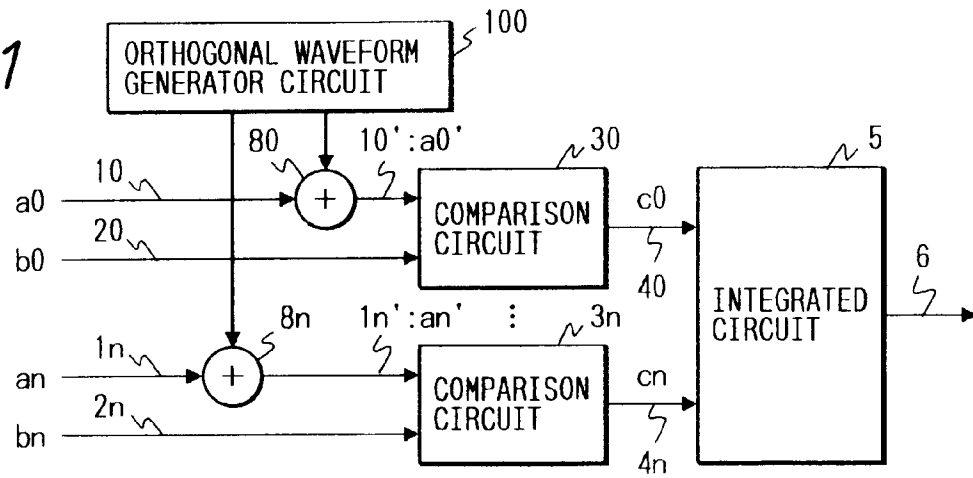 1
ORTHOGONAL WAVEFORM
GENERATOR CIRCUIT
100
80
10':a0'
30
5
a0
10
+
COMPARISON
CIRCUIT
c0
b0
20
40
6
INTEGRATED
CIRCUIT
8n
1n':an'
⋮
3n
an
1n
+
COMPARISON
CIRCUIT
cn
bn
2n
4n